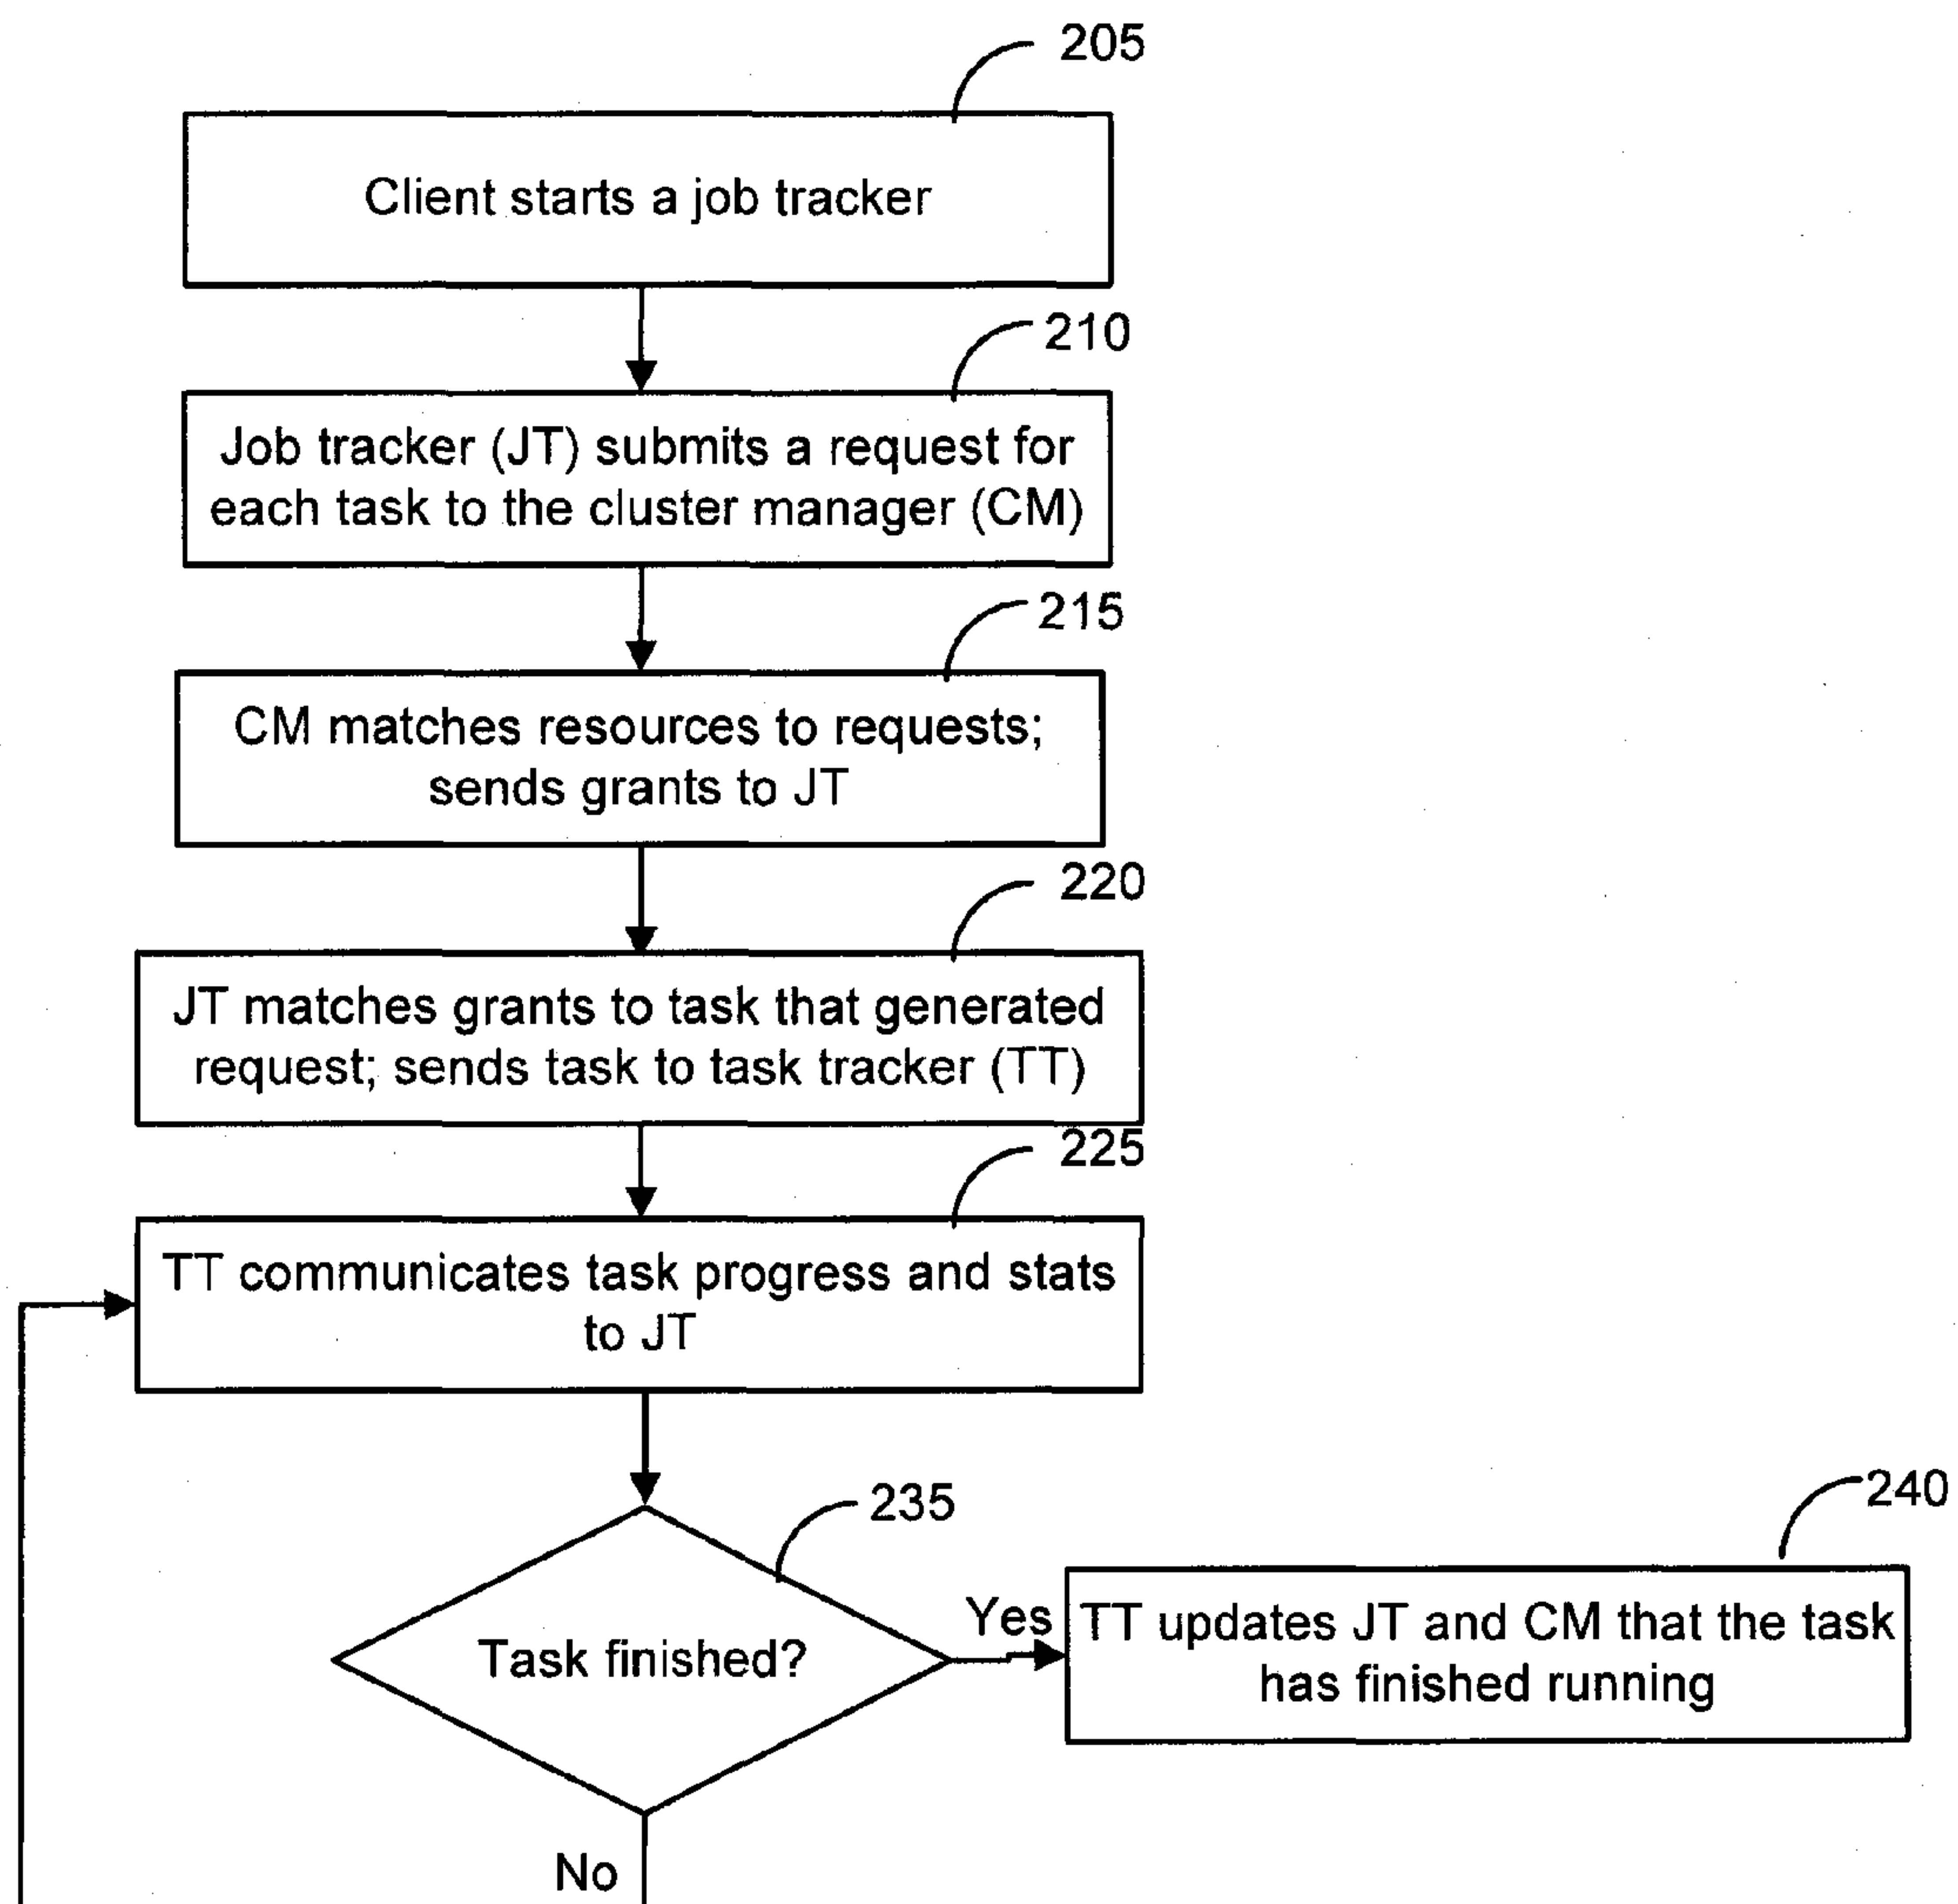 205
Client starts a job tracker
210
Job tracker (JT) submits a request for
each task to the cluster manager (CM)
215
CM matches resources to requests;
sends grants to JT
220
JT matches grants to task that generated
request; sends task to task tracker (TT)
225
TT communicates task progress and stats
to JT
235
Task finished?
Yes
240
TT updates JT and CM that the task
has finished running
No